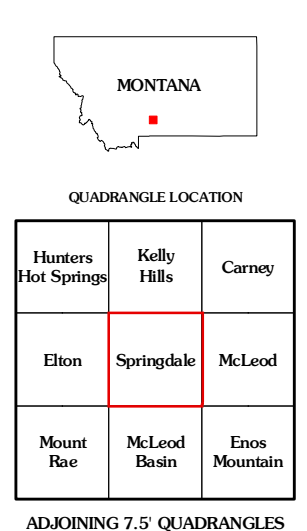 MONTANA
QUADRANGLE LOCATION
Hunters
Hot Springs
Kelly
Hills
Carney
Elton
Springdale
McLeod
Mount
Rae
McLeod
Basin
Enos
Mountain
ADJOINING 7.5' QUADRANGLES